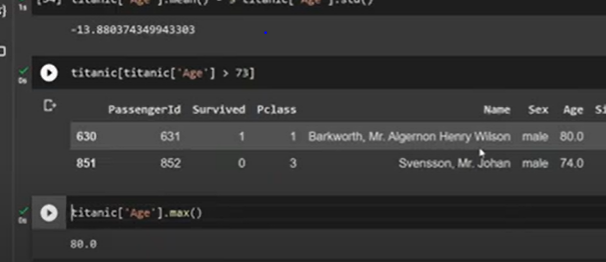 titanic['Age'].mean() - 3*titanic['Age'].std()
-13.880374349943303
titanic[titanic['Age'] > 73]
PassengerId Survived Pclass Name Sex Age
630 631 1 1 Barkworth, Mr. Algernon Henry Wilson male 80.0
851 852 0 3 Svensson, Mr. Johan male 74.0
titanic['Age'].max()
80.0